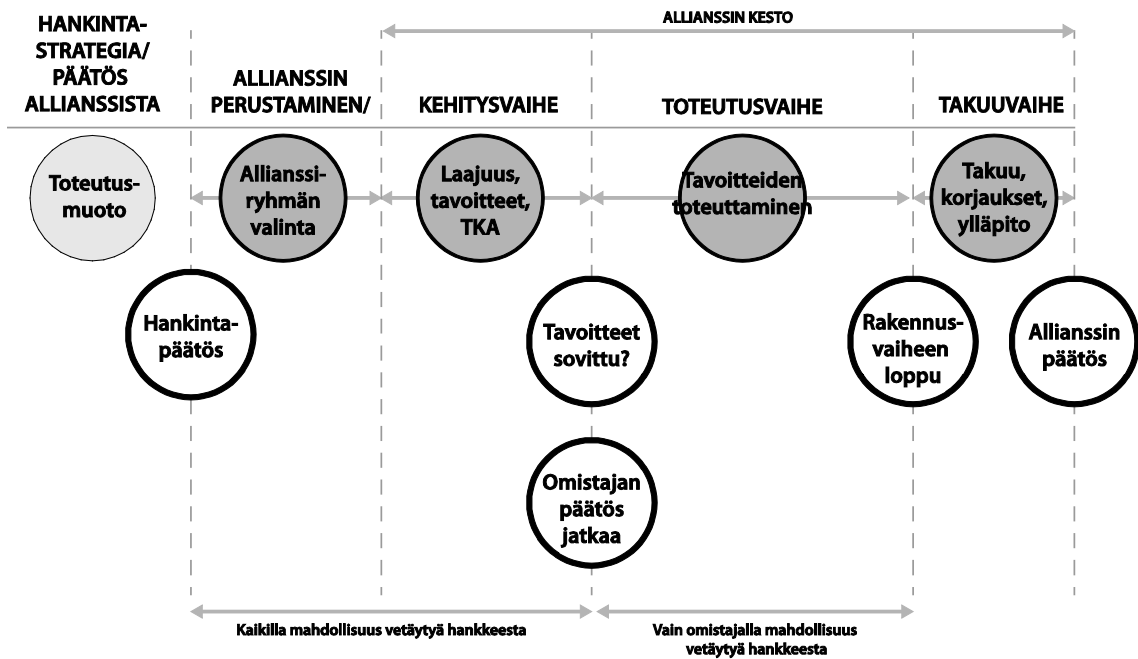 HANKINTA-
STRATEGIA/
PÄÄTÖS
ALLIANSSISTA
ALLIANSSIN
PERUSTAMINEN/
ALLIANSSIN KESTO
KEHITYSVAIHE
TOTEUTUSVAIHE
TAKUUVAIHE
Toteutus-
muoto
Allianssi-
ryhmän
valinta
Laajuus,
tavoitteet,
TKA
Tavoitteiden
toteuttaminen
Takuu,
korjaukset,
ylläpito
Hankinta-
päätös
Tavoitteet
sovittu?
Rakennus-
vaiheen
loppu
Allianssin
päätös
Omistajan
päätös
jatkaa
Kaikilla mahdollisuus vetäytyä hankkeesta
Vain omistajalla mahdollisuus
vetäytyä hankkeesta